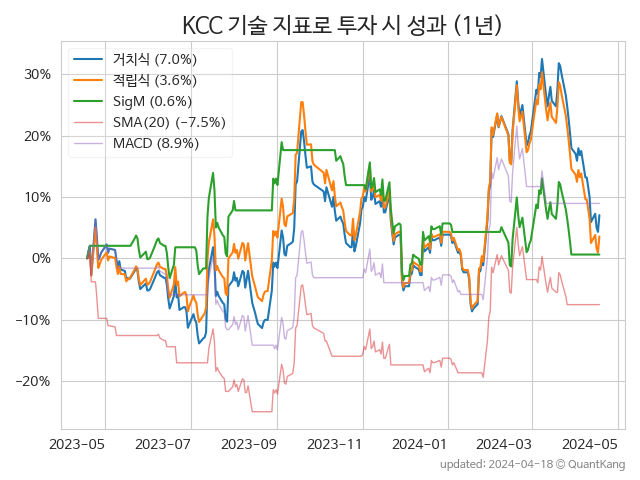 KCC 기술 지표로 투자 시 성과 (1년)
거치식 (7.0%)
적립식 (3.6%)
SigM (0.6%)
SMA(20) (−7.5%)
MACD (8.9%)
30%
20%
10%
0%
−10%
−20%
2023-05 2023-07 2023-09 2023-11 2024-01 2024-03 2024-05
updated: 2024-04-18 © QuantKang